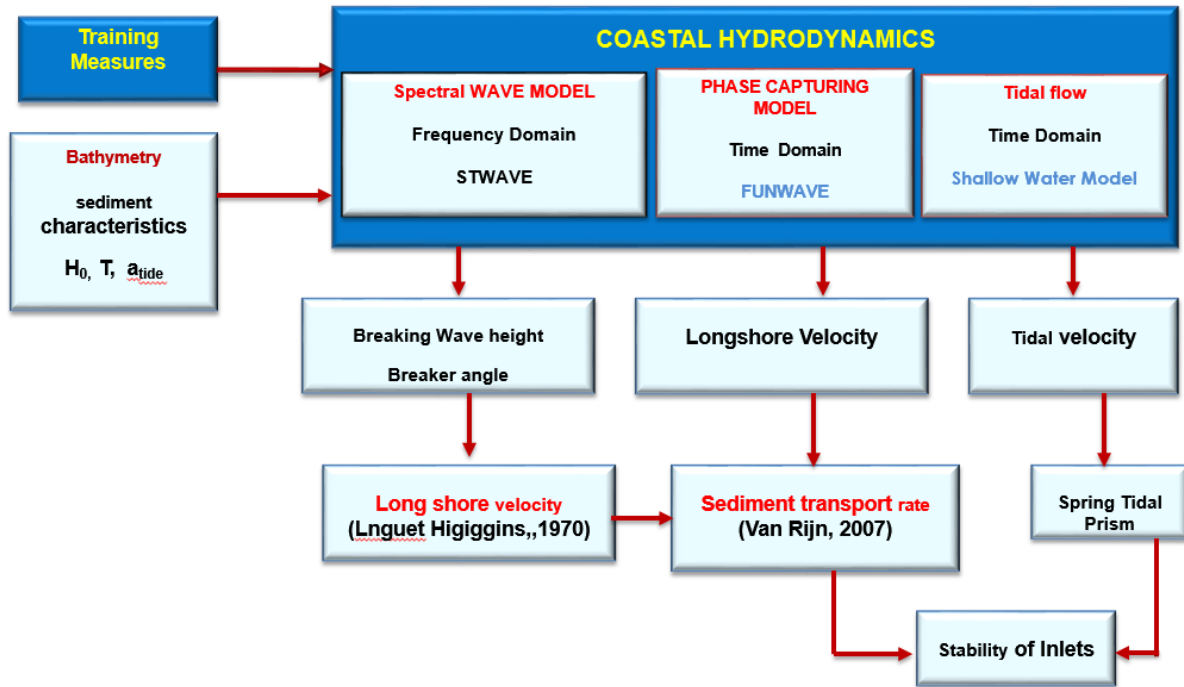 Training
Measures
COASTAL HYDRODYNAMICS
Bathymetry
sediment
characteristics
H₀, T, a_tide
Spectral WAVE MODEL
Frequency Domain
STWAVE
PHASE CAPTURING
MODEL
Time Domain
FUNWAVE
Tidal flow
Time Domain
Shallow Water Model
Breaking Wave height
Breaker angle
Longshore Velocity
Tidal velocity
Long shore velocity
(Lnguet Higiggins,,1970)
Sediment transport rate
(Van Rijn, 2007)
Spring Tidal
Prism
Stability of Inlets